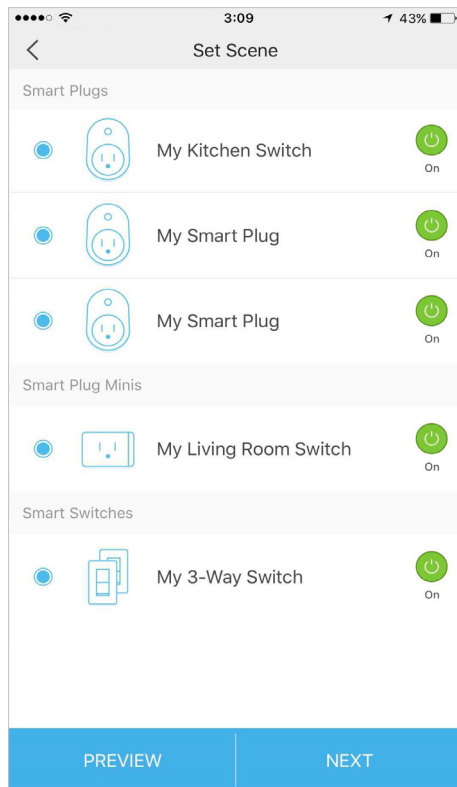 3:09
43%
Set Scene
Smart Plugs
My Kitchen Switch
On
My Smart Plug
On
My Smart Plug
On
Smart Plug Minis
My Living Room Switch
On
Smart Switches
My 3-Way Switch
On
PREVIEW
NEXT